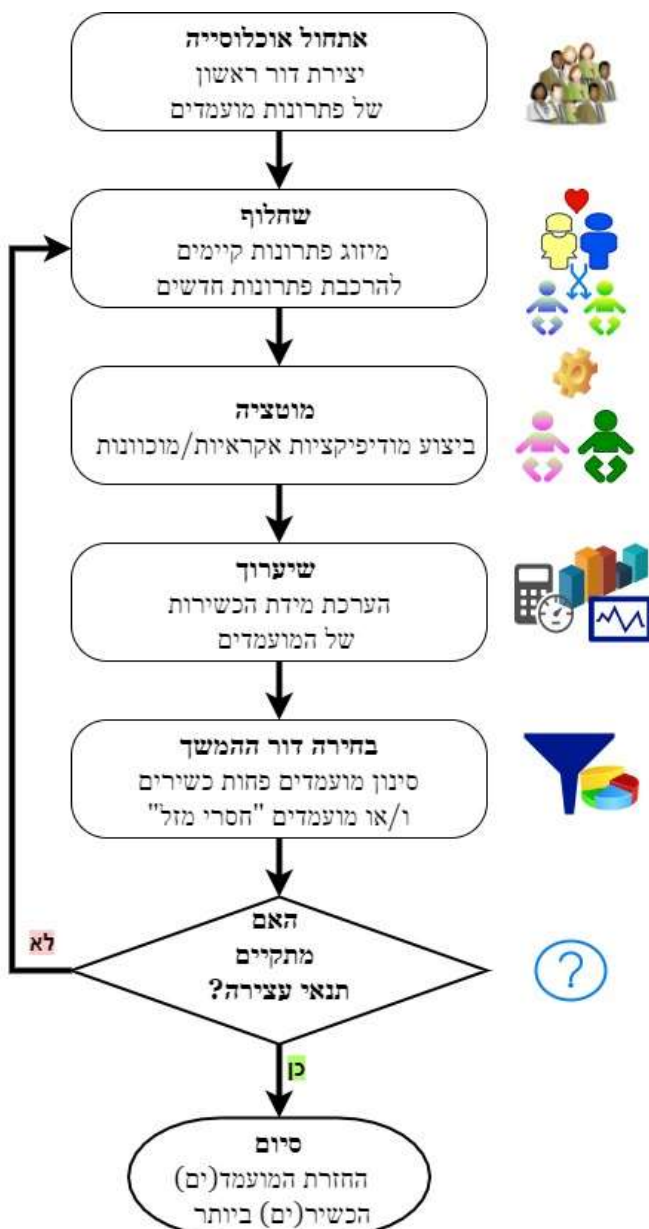 אתחול אוכלוסייה
יצירת דור ראשון
של פתרונות מועמדים
שחלוף
מיזוג פתרונות קיימים
להרכבת פתרונות חדשים
מוטציה
ביצוע מודיפיקציות אקראיות/מוכוונות
שיערוך
הערכת מידת הכשירות
של המועמדים
בחירה דור ההמשך
סינון מועמדים פחות כשירים
ו/או מועמדים "חסרי מזל"
האם
מתקיים
תנאי עצירה?
?
לא
כן
סיום
החזרת המועמד(ים)
הכשיר(ים) ביותר